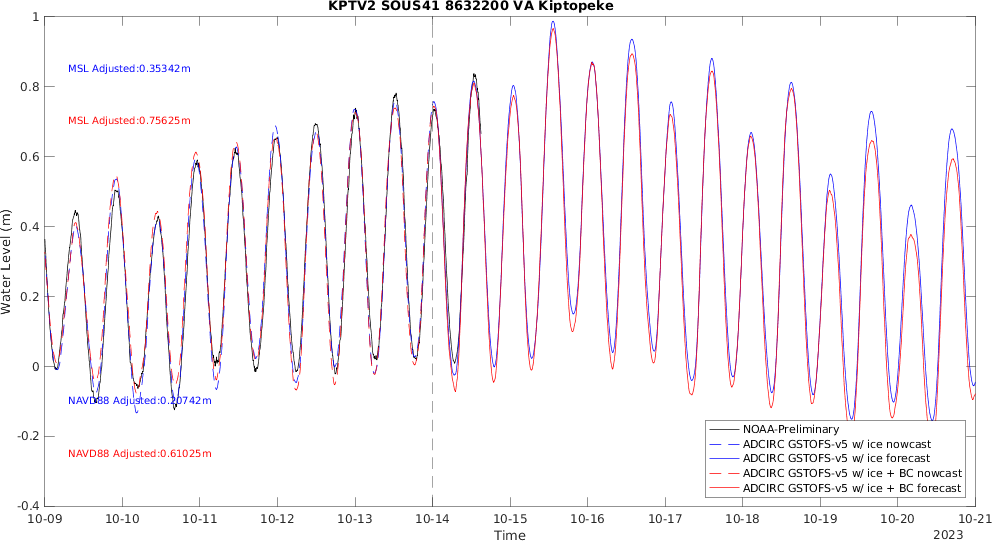 KPTV2 SOUS41 8632200 VA Kiptopeke
1
0.8
0.6
0.4
0.2
0
-0.2
-0.4
Water Level (m)
MSL Adjusted:0.35342m
MSL Adjusted:0.75625m
NAVD88 Adjusted:0.20742m
NAVD88 Adjusted:0.61025m
NOAA-Preliminary
ADCIRC GSTOFS-v5 w/ ice nowcast
ADCIRC GSTOFS-v5 w/ ice forecast
ADCIRC GSTOFS-v5 w/ ice + BC nowcast
ADCIRC GSTOFS-v5 w/ ice + BC forecast
10-09 10-10 10-11 10-12 10-13 10-14 10-15 10-16 10-17 10-18 10-19 10-20 10-21
Time
2023